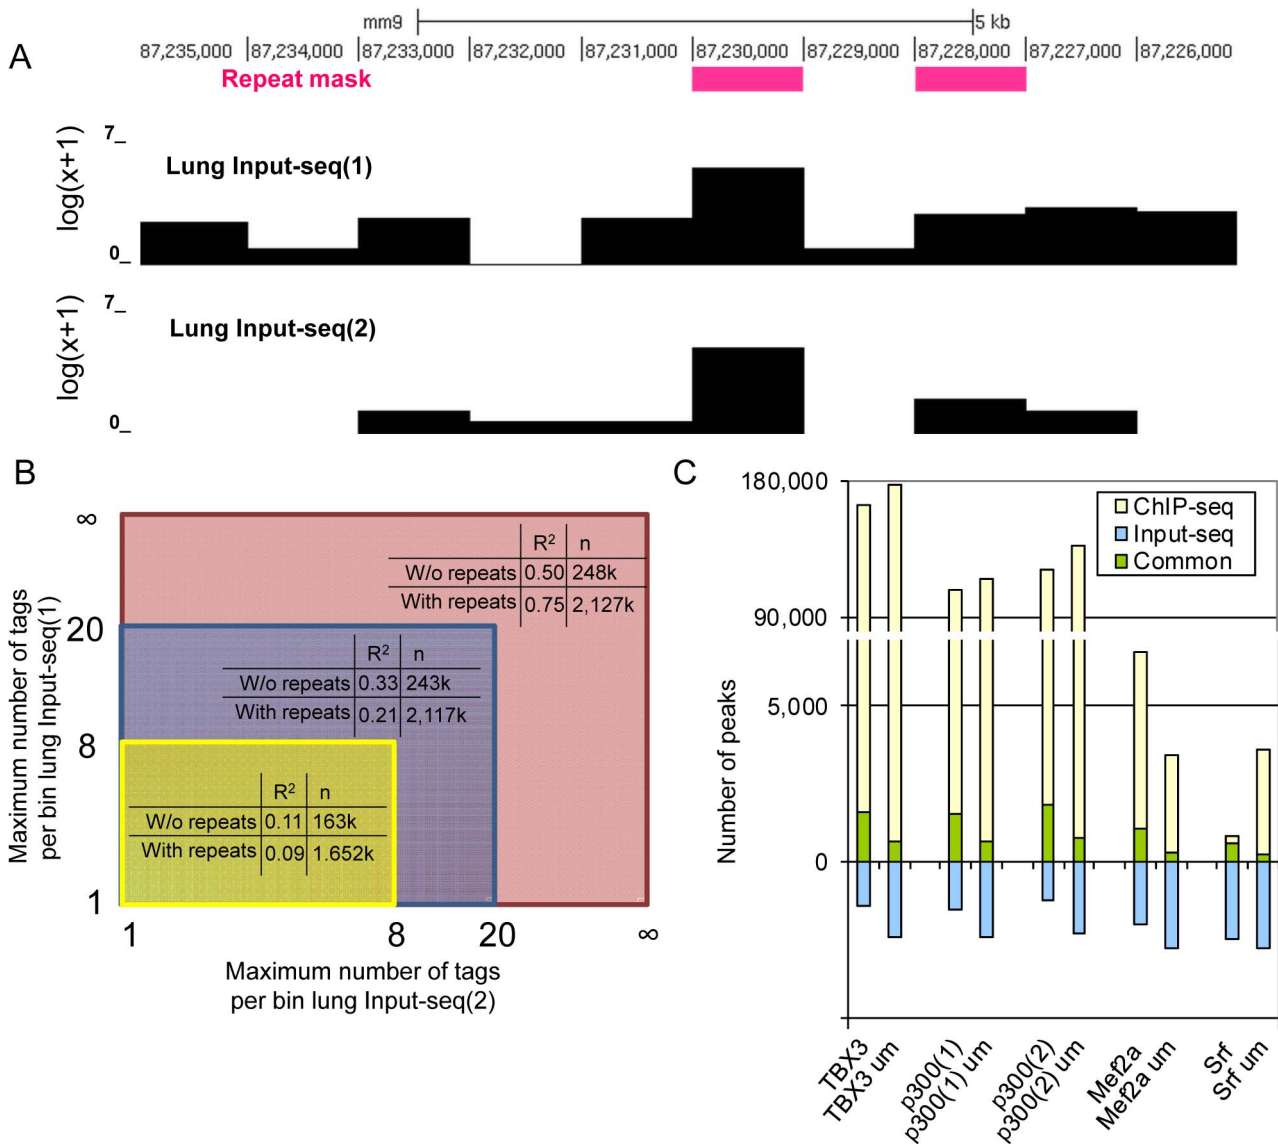 mm9 5 kb
A
87,235,000 87,234,000 87,233,000 87,232,000 87,231,000 87,230,000 87,229,000 87,228,000 87,227,000 87,226,000
Repeat mask
log(x+1)
7_
Lung Input-seq(1)
0_
log(x+1)
7_
Lung Input-seq(2)
0_
B
Maximum number of tags
per bin lung Input-seq(1)
∞
20
8
1
R² n
W/o repeats 0.50 248k
With repeats 0.75 2,127k
R² n
W/o repeats 0.33 243k
With repeats 0.21 2,117k
R² n
W/o repeats 0.11 163k
With repeats 0.09 1.652k
1 8 20 ∞
Maximum number of tags
per bin lung Input-seq(2)
C
Number of peaks
180,000
90,000
5,000
0
ChIP-seq
Input-seq
Common
TBX3
TBX3 um
p300(1)
p300(1) um
p300(2)
p300(2) um
Mef2a
Mef2a um
Srf
Srf um